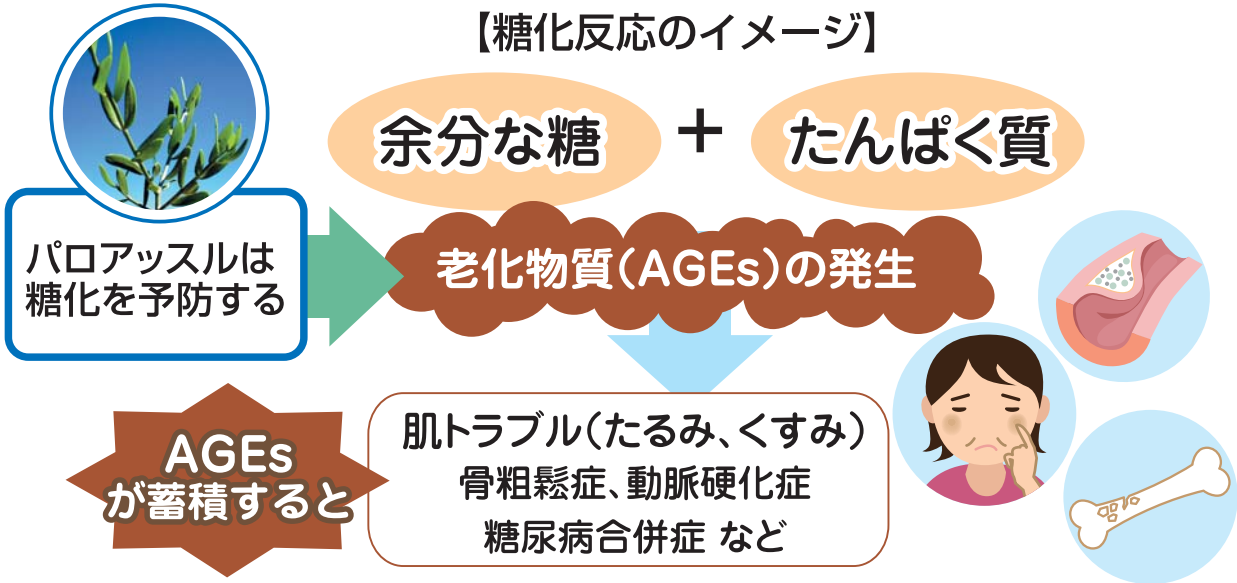 【糖化反応のイメージ】
余分な糖 + たんぱく質
パロアッスルは
糖化を予防する
老化物質(AGEs)の発生
AGEs
が蓄積すると
肌トラブル(たるみ、くすみ)
骨粗鬆症、動脈硬化症
糖尿病合併症 など